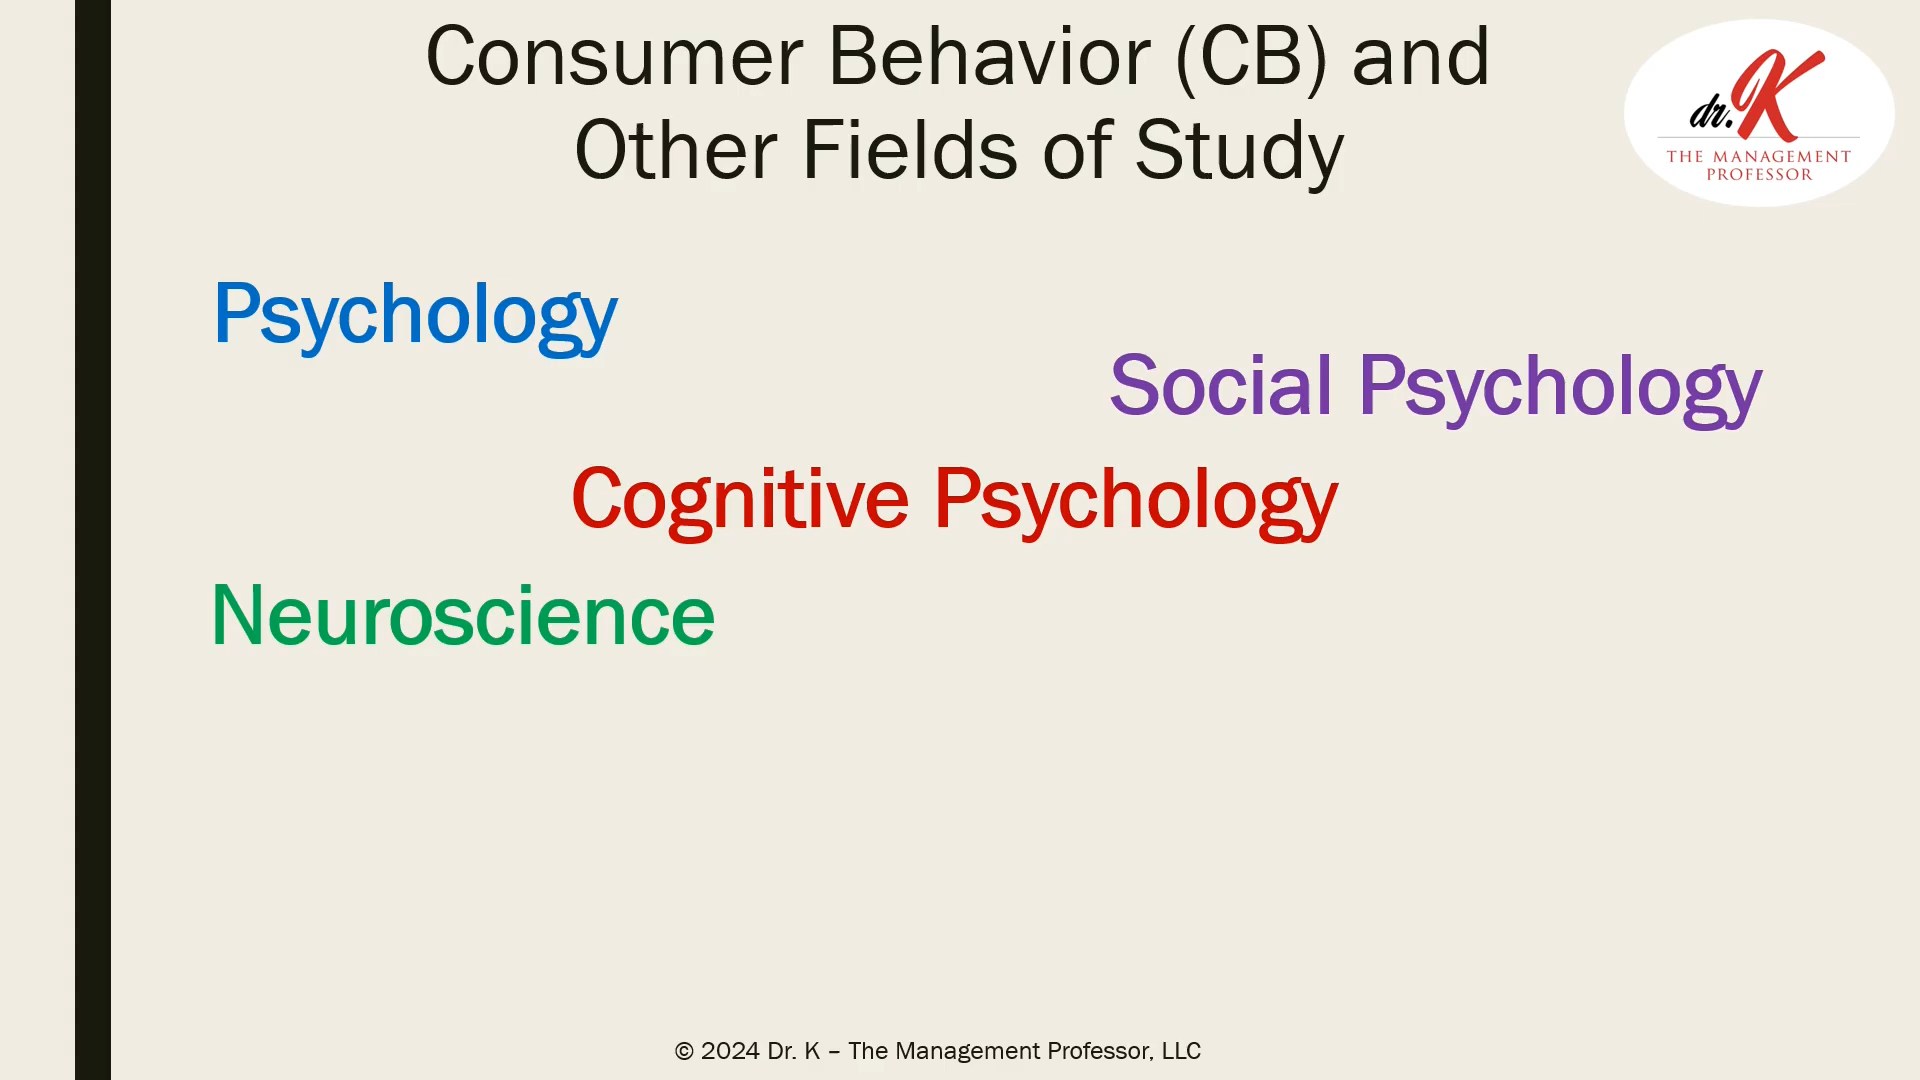 Consumer Behavior (CB) and
Other Fields of Study
dr.K
THE MANAGEMENT
PROFESSOR
Psychology
Social Psychology
Cognitive Psychology
Neuroscience
© 2024 Dr. K – The Management Professor, LLC